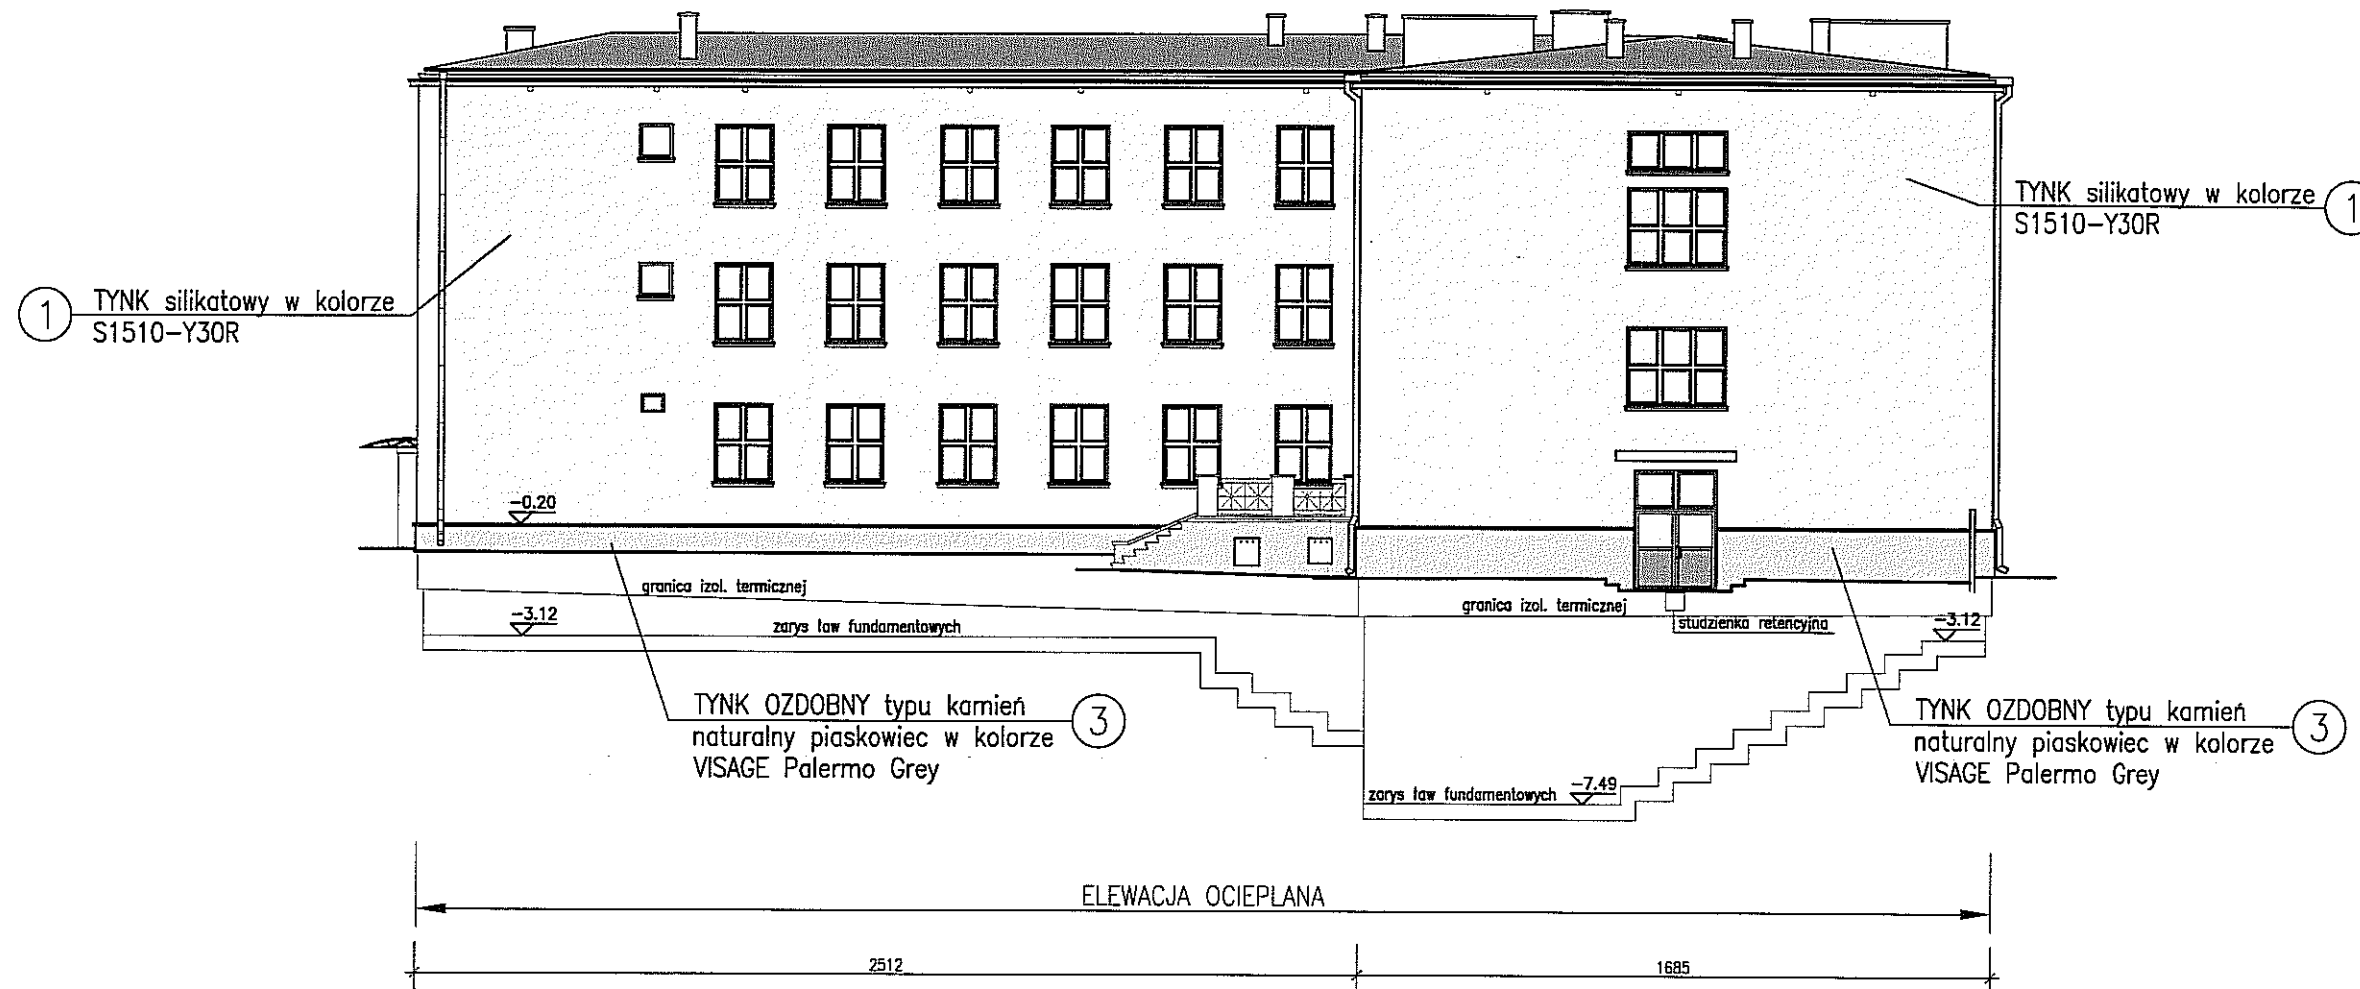 TYNK silikatowy w kolorze
S1510-Y30R
1
1
TYNK silikatowy w kolorze
S1510-Y30R
-0.20
granica izol. termicznej
granica izol. termicznej
-3.12
zarys ław fundamentowych
studzienka retencyjna
-3.12
TYNK OZDOBNY typu kamień
naturalny piaskowiec w kolorze
VISAGE Palermo Grey
3
TYNK OZDOBNY typu kamień
naturalny piaskowiec w kolorze
VISAGE Palermo Grey
3
zarys ław fundamentowych
-7.49
ELEWACJA OCIEPLANA
2512
1685